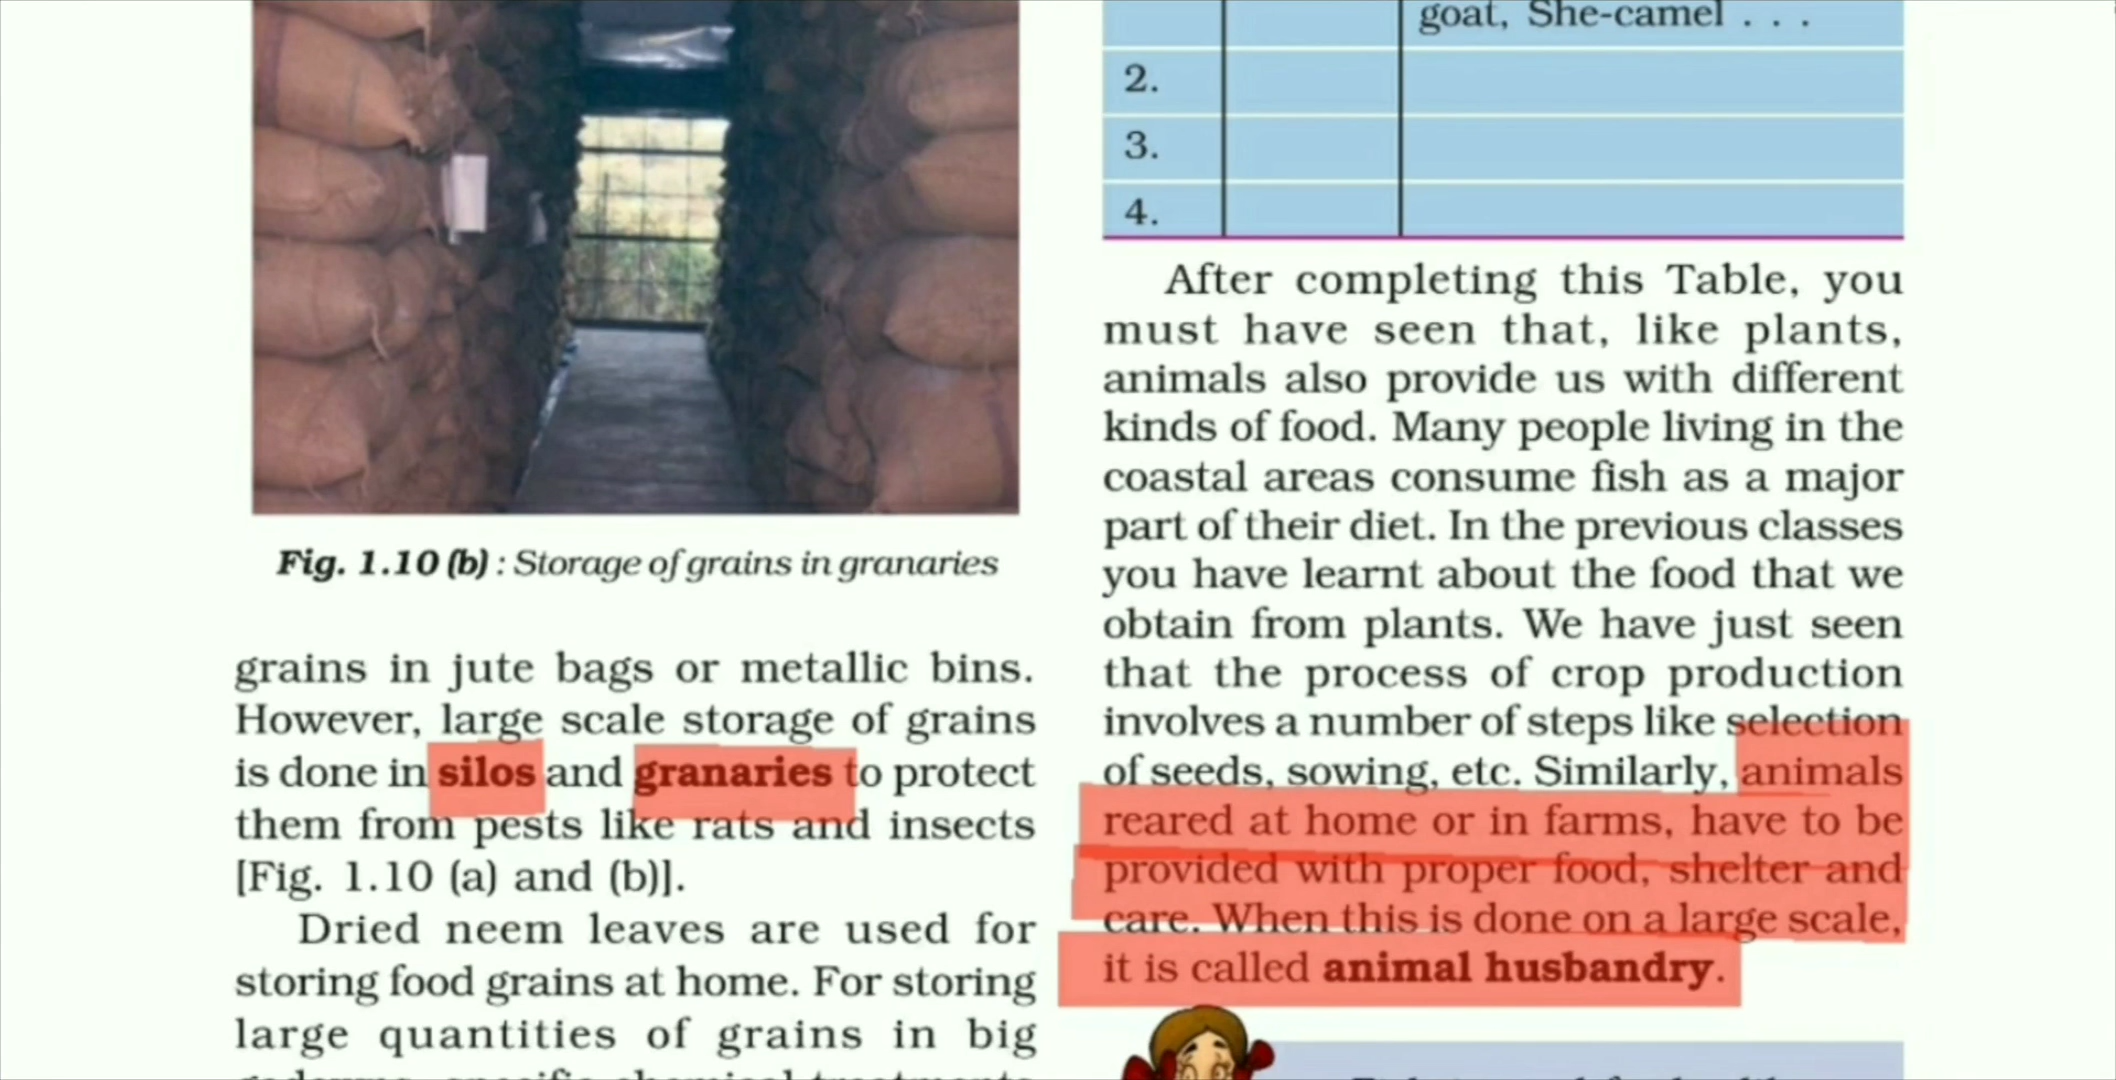 Fig. 1.10 (b) : Storage of grains in granaries
grains in jute bags or metallic bins.
However, large scale storage of grains
is done in silos and granaries to protect
them from pests like rats and insects
[Fig. 1.10 (a) and (b)].
Dried neem leaves are used for
storing food grains at home. For storing
large quantities of grains in big
goat, She-camel . . .
2.
3.
4.
After completing this Table, you
must have seen that, like plants,
animals also provide us with different
kinds of food. Many people living in the
coastal areas consume fish as a major
part of their diet. In the previous classes
you have learnt about the food that we
obtain from plants. We have just seen
that the process of crop production
involves a number of steps like selection
of seeds, sowing, etc. Similarly, animals
reared at home or in farms, have to be
provided with proper food, shelter and
care. When this is done on a large scale,
it is called animal husbandry.